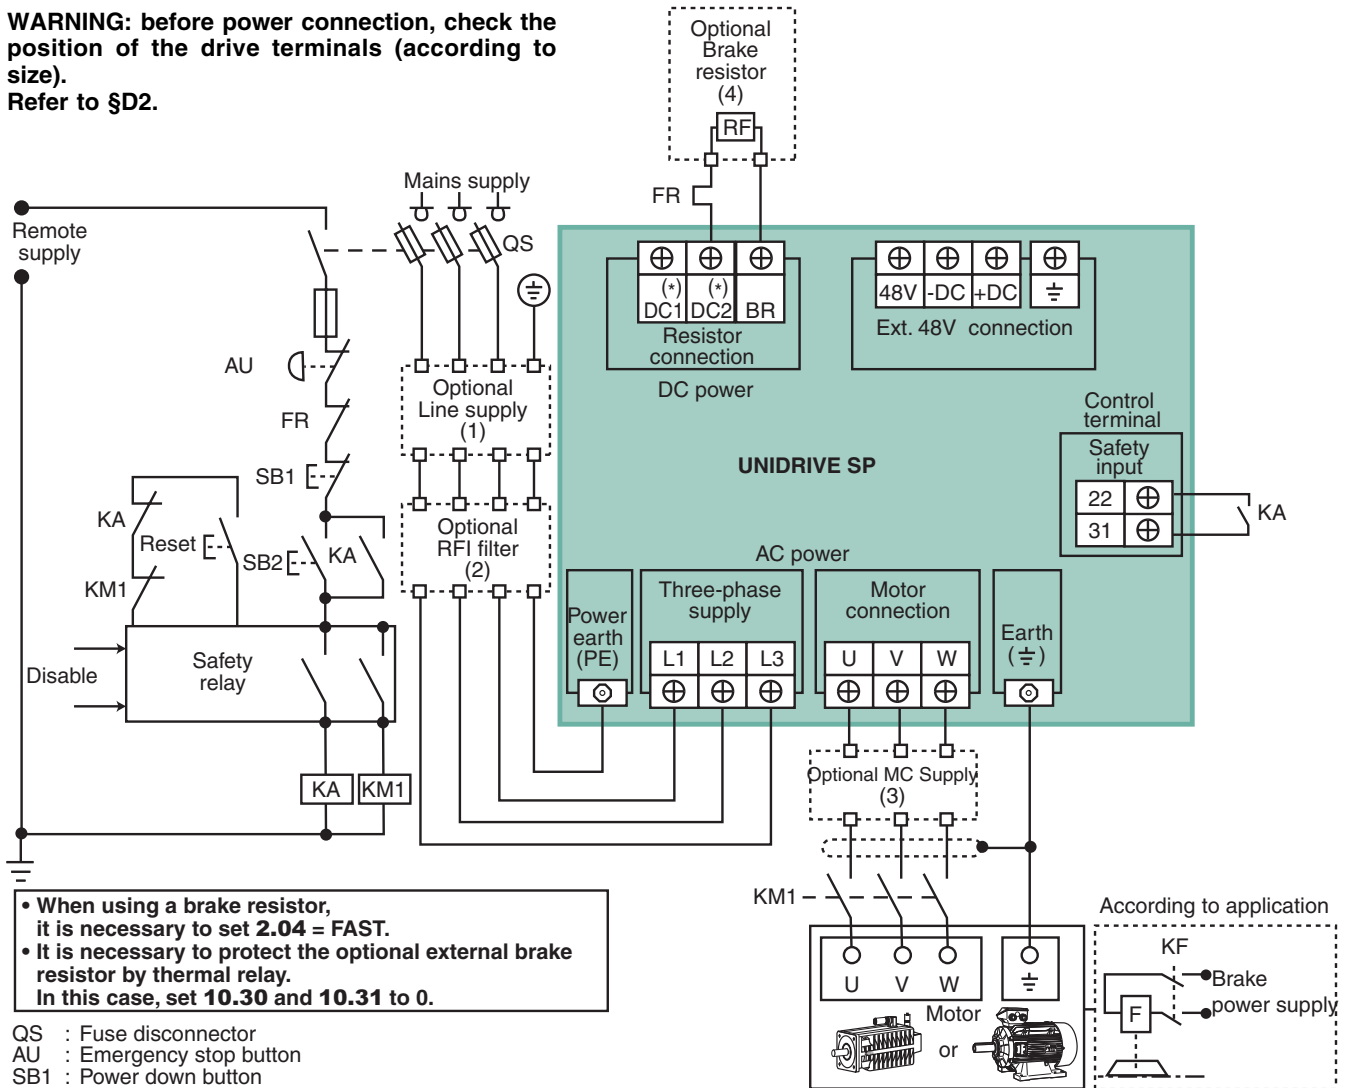 WARNING: before power connection, check the
position of the drive terminals (according to
size).
Refer to §D2.
Optional
Brake
resistor
(4)
RF
FR
Mains supply
Remote
supply
QS
(*)
(*)
DC1
DC2
BR
Resistor
connection
DC power
48V
-DC
+DC
Ext. 48V connection
AU
FR
SB1
Optional
Line supply
(1)
Control
terminal
Safety
input
22
31
KA
UNIDRIVE SP
KA
Reset
SB2
KA
KM1
Optional
RFI filter
(2)
AC power
Power
earth
(PE)
Three-phase
supply
L1
L2
L3
Motor
connection
U
V
W
Earth
( )
Disable
Safety
relay
KA
KM1
Optional MC Supply
(3)
KM1
U
V
W
Motor
or
According to application
KF
Brake
power supply
F
• When using a brake resistor,
it is necessary to set 2.04 = FAST.
• It is necessary to protect the optional external brake
resistor by thermal relay.
In this case, set 10.30 and 10.31 to 0.
QS : Fuse disconnector
AU : Emergency stop button
SB1 : Power down button